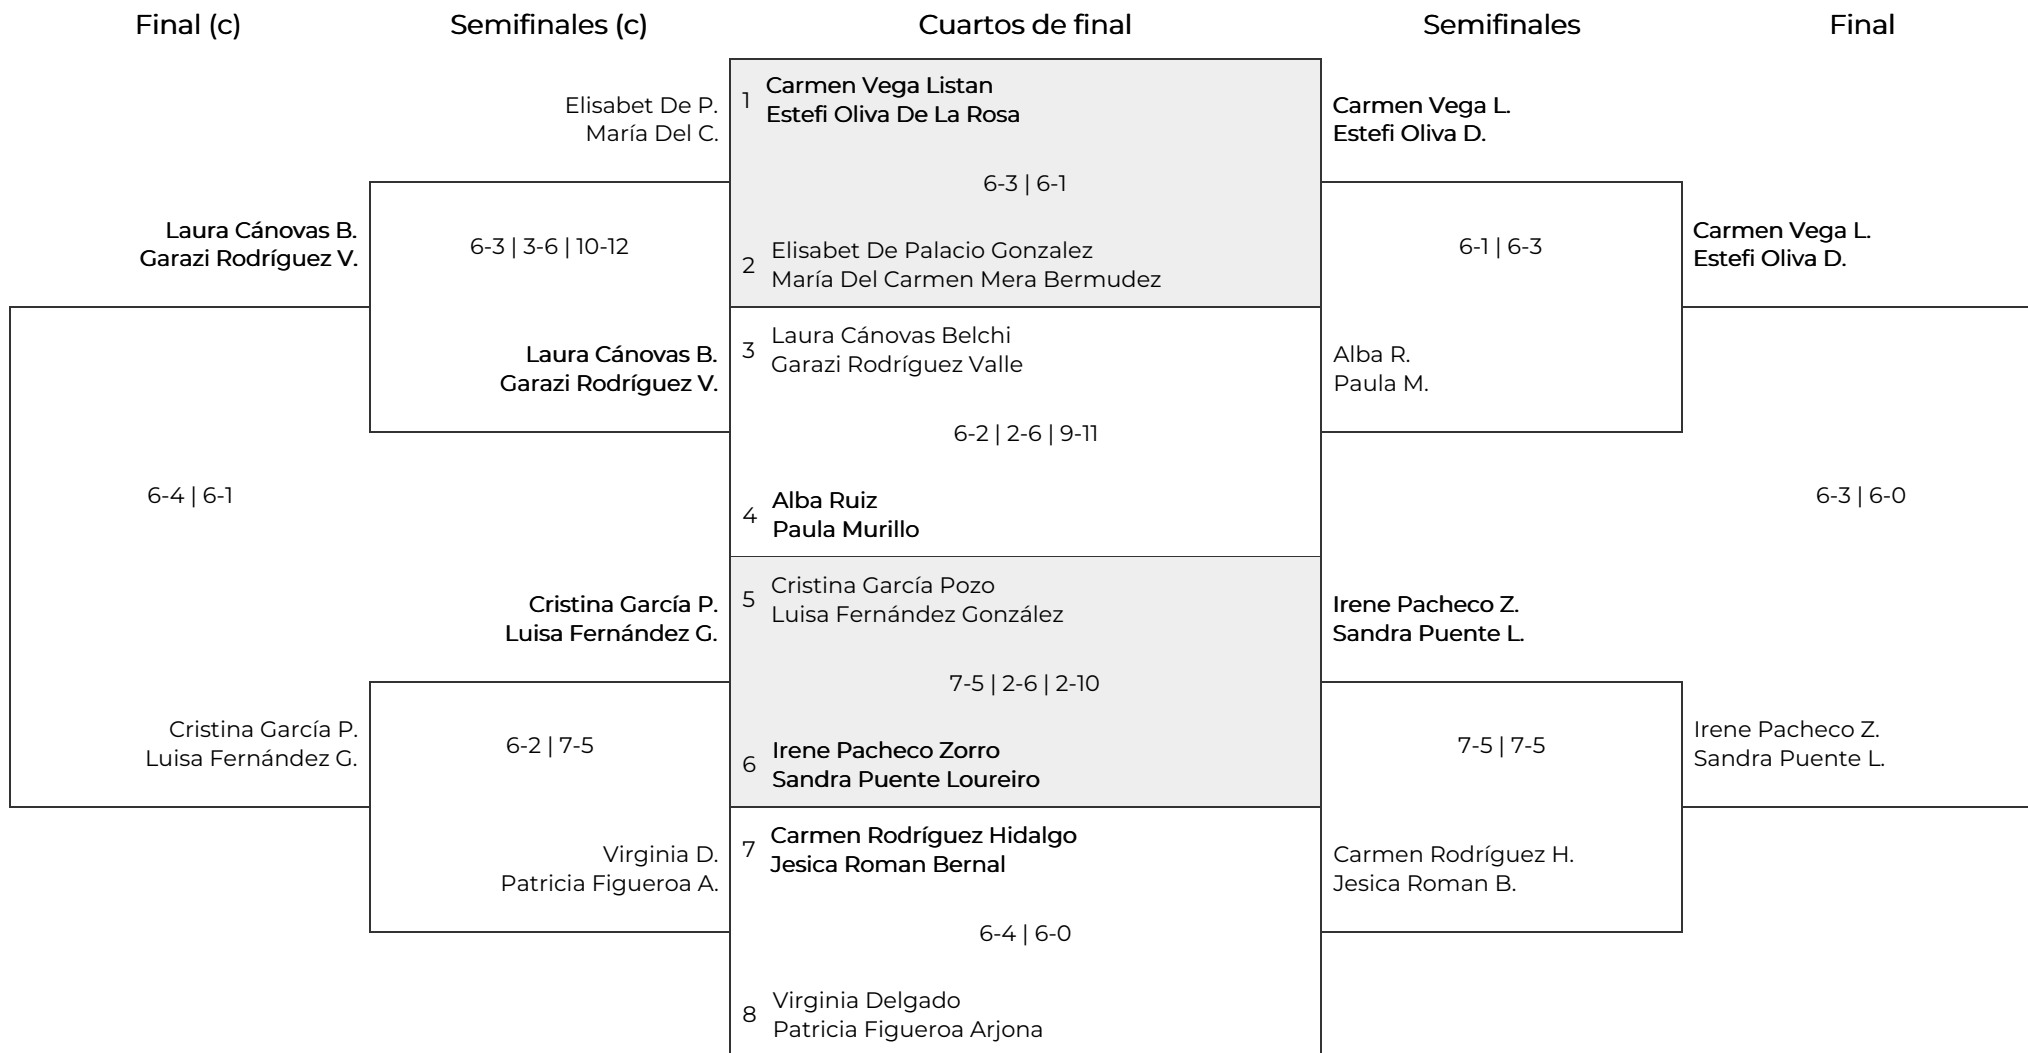 Final (c)
Semifinales (c)
Cuartos de final
Semifinales
Final
Laura Cánovas B.
Garazi Rodríguez V.
6-4 | 6-1
Cristina García P.
Luisa Fernández G.
Elisabet De P.
María Del C.
6-3 | 3-6 | 10-12
Laura Cánovas B.
Garazi Rodríguez V.
Cristina García P.
Luisa Fernández G.
6-2 | 7-5
Virginia D.
Patricia Figueroa A.
1
Carmen Vega Listan
Estefi Oliva De La Rosa
6-3 | 6-1
2
Elisabet De Palacio Gonzalez
María Del Carmen Mera Bermudez
3
Laura Cánovas Belchi
Garazi Rodríguez Valle
6-2 | 2-6 | 9-11
4
Alba Ruiz
Paula Murillo
5
Cristina García Pozo
Luisa Fernández González
7-5 | 2-6 | 2-10
6
Irene Pacheco Zorro
Sandra Puente Loureiro
7
Carmen Rodríguez Hidalgo
Jesica Roman Bernal
6-4 | 6-0
8
Virginia Delgado
Patricia Figueroa Arjona
Carmen Vega L.
Estefi Oliva D.
6-1 | 6-3
Alba R.
Paula M.
Irene Pacheco Z.
Sandra Puente L.
7-5 | 7-5
Carmen Rodríguez H.
Jesica Roman B.
Carmen Vega L.
Estefi Oliva D.
6-3 | 6-0
Irene Pacheco Z.
Sandra Puente L.